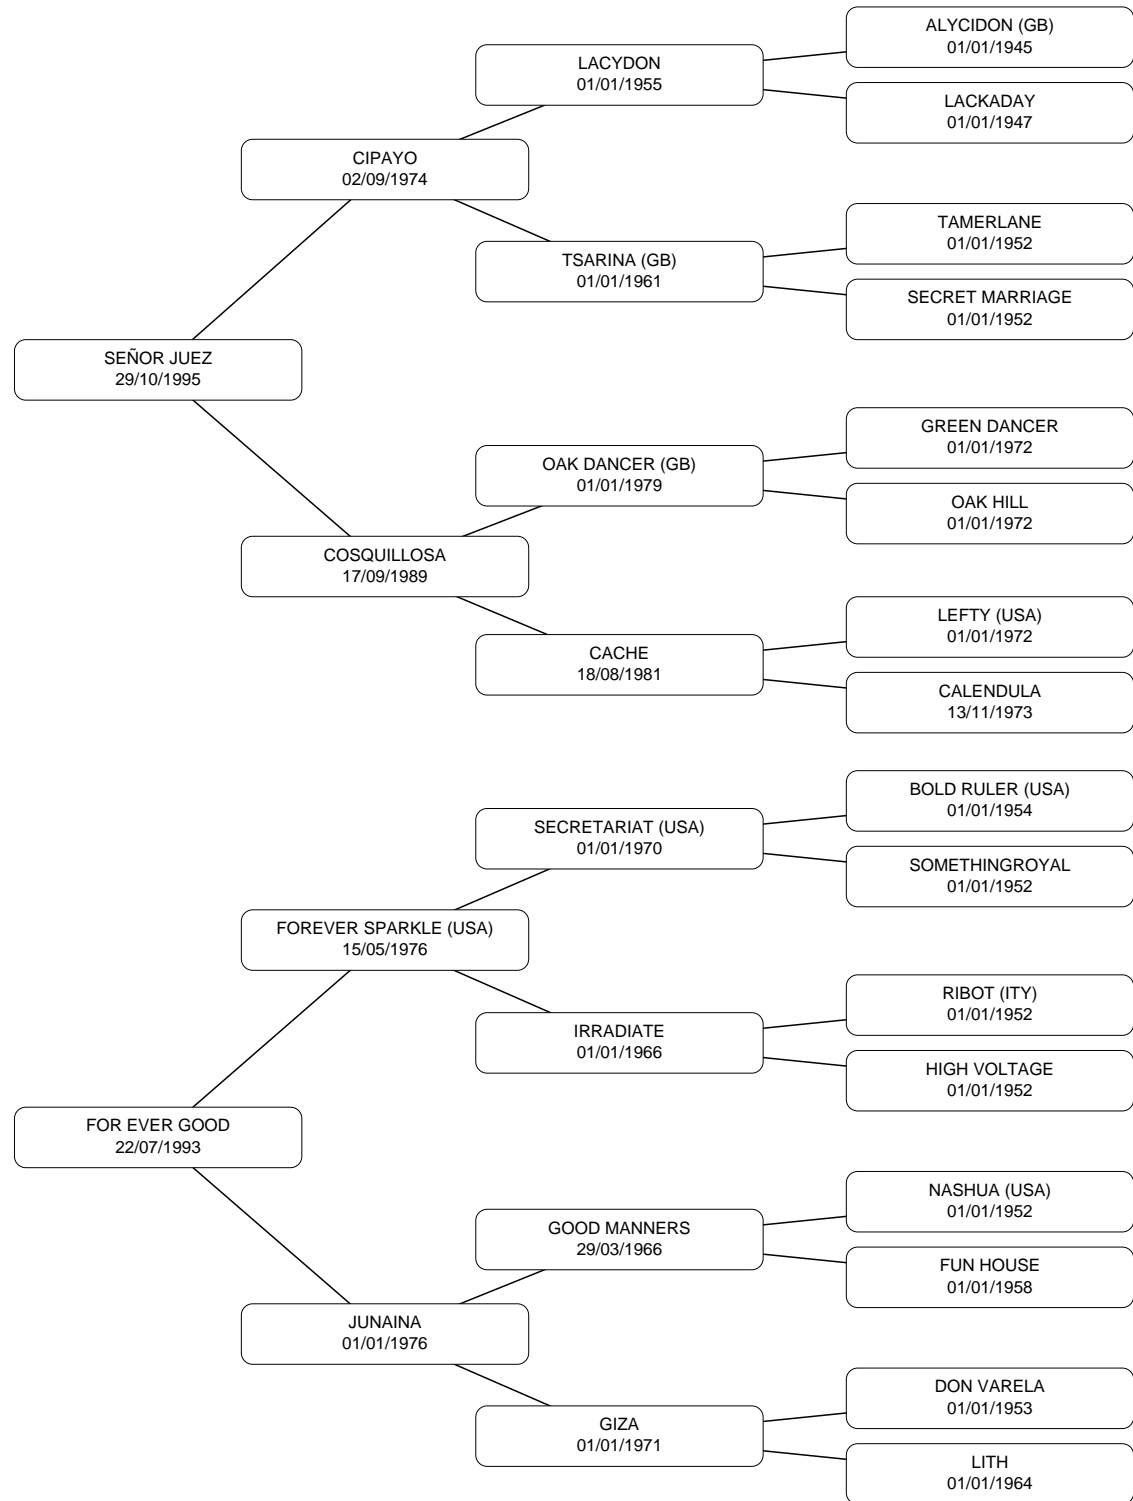 ALYCIDON (GB)
01/01/1945
LACYDON
01/01/1955
LACKADAY
01/01/1947
CIPAYO
02/09/1974
TAMERLANE
01/01/1952
TSARINA (GB)
01/01/1961
SECRET MARRIAGE
01/01/1952
SEÑOR JUEZ
29/10/1995
GREEN DANCER
01/01/1972
OAK DANCER (GB)
01/01/1979
OAK HILL
01/01/1972
COSQUILLOSA
17/09/1989
LEFTY (USA)
01/01/1972
CACHE
18/08/1981
CALENDULA
13/11/1973
BOLD RULER (USA)
01/01/1954
SECRETARIAT (USA)
01/01/1970
SOMETHINGROYAL
01/01/1952
FOREVER SPARKLE (USA)
15/05/1976
RIBOT (ITY)
01/01/1952
IRRADIATE
01/01/1966
HIGH VOLTAGE
01/01/1952
FOR EVER GOOD
22/07/1993
NASHUA (USA)
01/01/1952
GOOD MANNERS
29/03/1966
FUN HOUSE
01/01/1958
JUNAINA
01/01/1976
DON VARELA
01/01/1953
GIZA
01/01/1971
LITH
01/01/1964